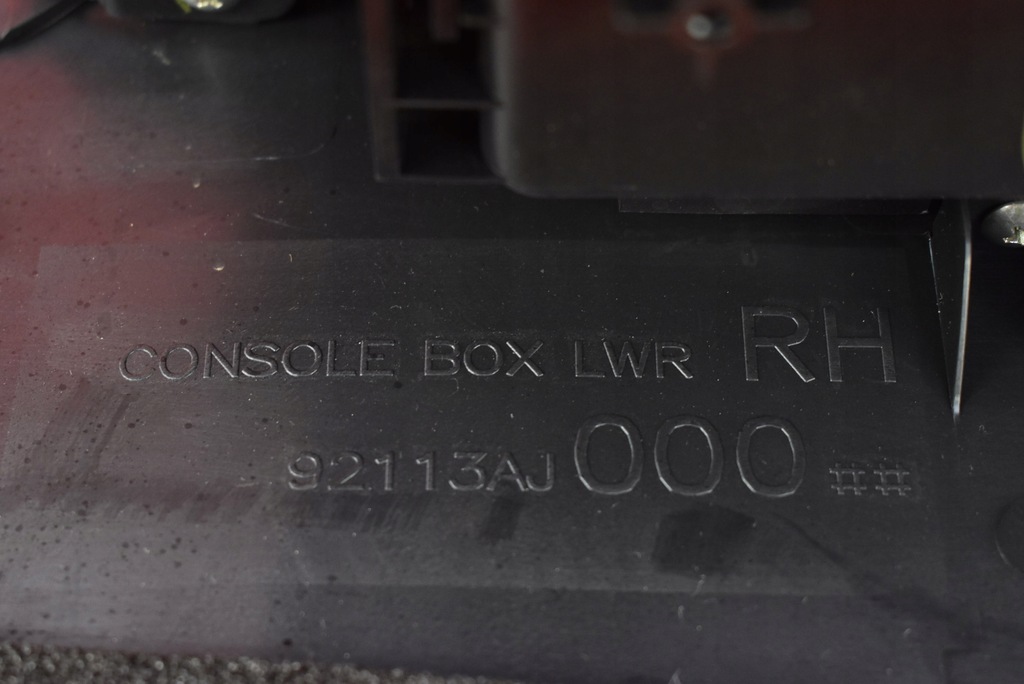 CONSOLE BOX LWR RH
92113AJ000 ##